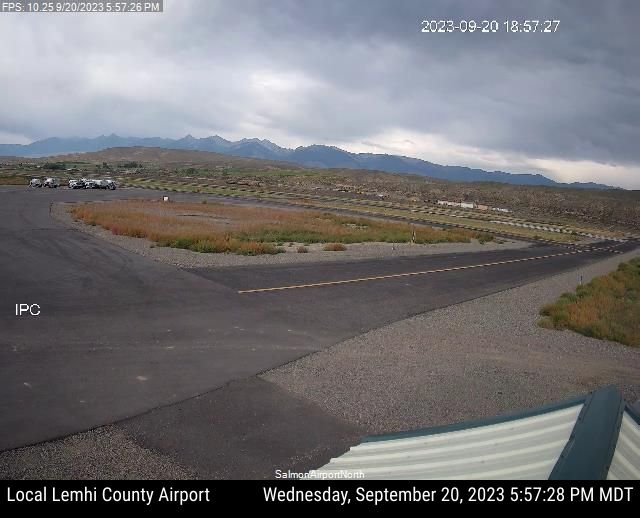 FPS: 10.25 9/20/2023 5:57:26 PM
2023-09-20 18:57:27
IPC
SalmonAirportNorth
Local Lemhi County Airport Wednesday, September 20, 2023 5:57:28 PM MDT